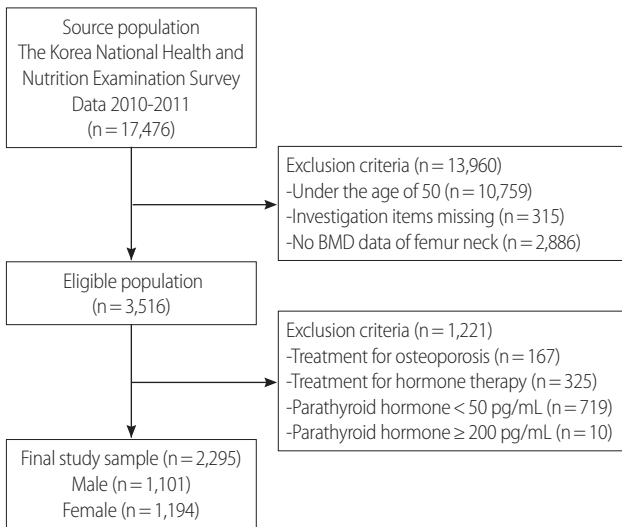 Source population
The Korea National Health and
Nutrition Examination Survey
Data 2010-2011
(n=17,476)
Exclusion criteria (n=13,960)
-Under the age of 50 (n=10,759)
-Investigation items missing (n=315)
-No BMD data of femur neck (n=2,886)
Eligible population
(n=3,516)
Exclusion criteria (n=1,221)
-Treatment for osteoporosis (n=167)
-Treatment for hormone therapy (n=325)
-Parathyroid hormone < 50 pg/mL (n=719)
-Parathyroid hormone ≥ 200 pg/mL (n=10)
Final study sample (n=2,295)
Male (n=1,101)
Female (n=1,194)